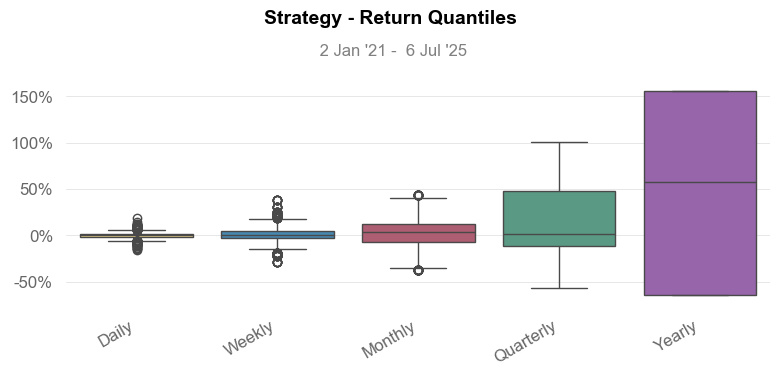 Strategy - Return Quantiles
2 Jan '21 -  6 Jul '25
150%
100%
50%
0%
-50%
Daily
Weekly
Monthly
Quarterly
Yearly